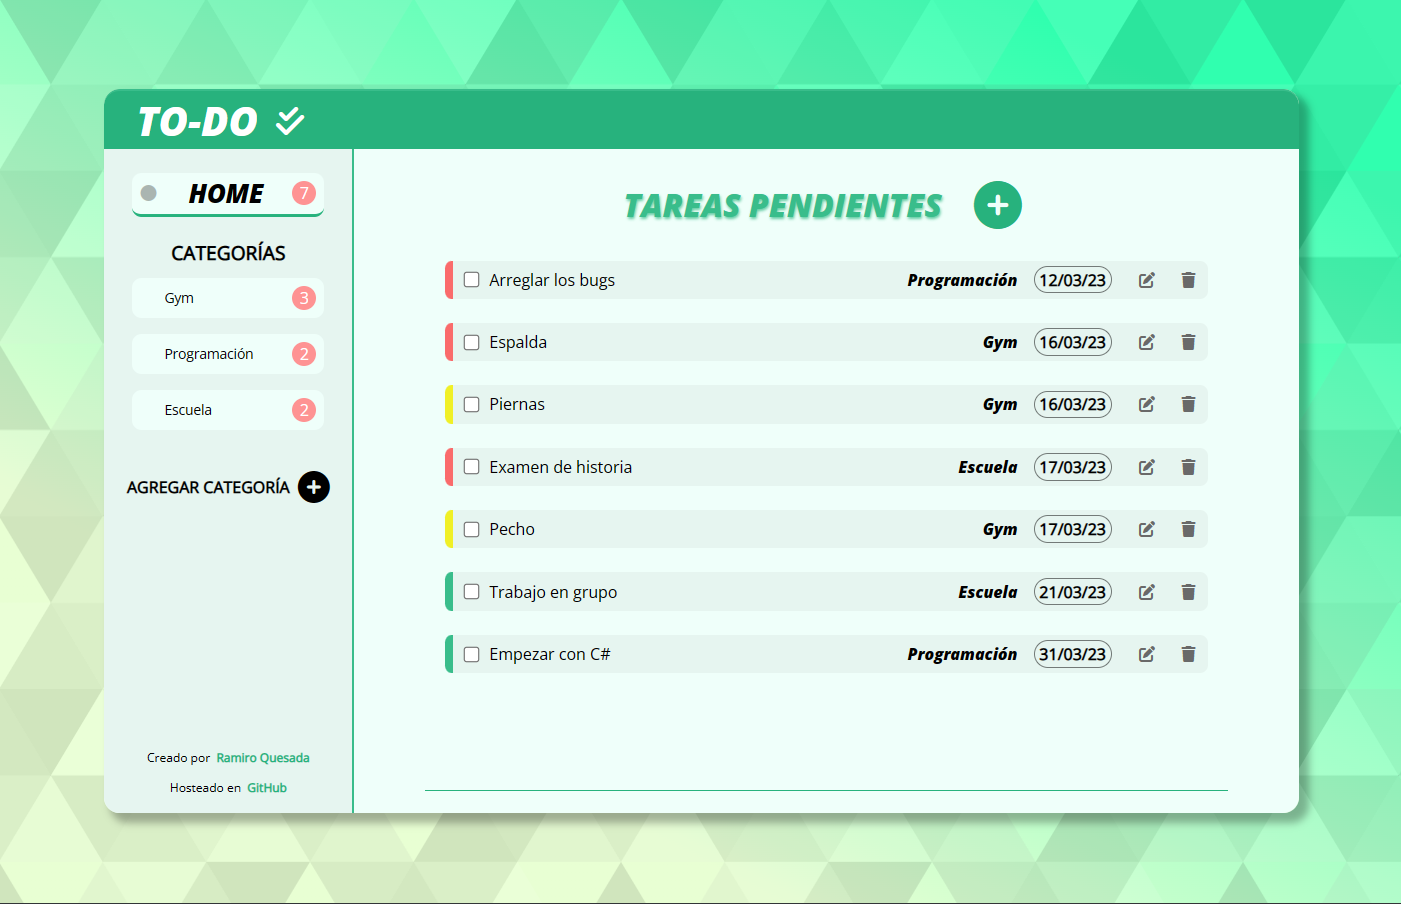 TO-DO
HOME 7
CATEGORÍAS
Gym 3
Programación 2
Escuela 2
AGREGAR CATEGORÍA
Creado por Ramiro Quesada
Hosteado en GitHub
TAREAS PENDIENTES
Arreglar los bugs Programación 12/03/23
Espalda Gym 16/03/23
Piernas Gym 16/03/23
Examen de historia Escuela 17/03/23
Pecho Gym 17/03/23
Trabajo en grupo Escuela 21/03/23
Empezar con C# Programación 31/03/23